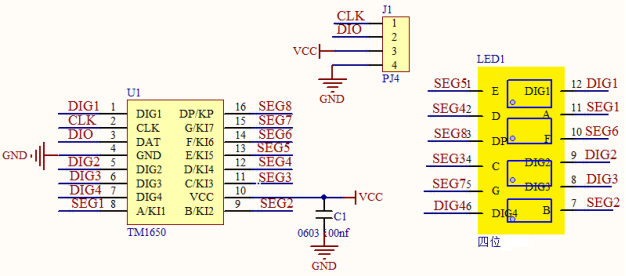 J1
CLK 1
DIO 2
VCC 3
4
GND
PJ4
U1
DIG1 1 DIG1 DP/KP 16 SEG8
CLK 2 CLK G/KI7 15 SEG7
DIO 3 DAT F/KI6 14 SEG6
GND 4 GND E/KI5 13 SEG5
DIG2 5 DIG2 D/KI4 12 SEG4
DIG3 6 DIG3 C/KI3 11 SEG3
DIG4 7 DIG4 VCC 10 VCC
SEG1 8 A/KI1 B/KI2 9 SEG2
TM1650
C1
0603 00nf
GND
LED1
SEG5 1 E DIG1 12 DIG1
SEG4 2 D A 11 SEG1
SEG8 3 DP F 10 SEG6
SEG3 4 C DIG2 9 DIG2
SEG7 5 G DIG3 8 DIG3
DIG4 6 DIG4 B 7 SEG2
四位